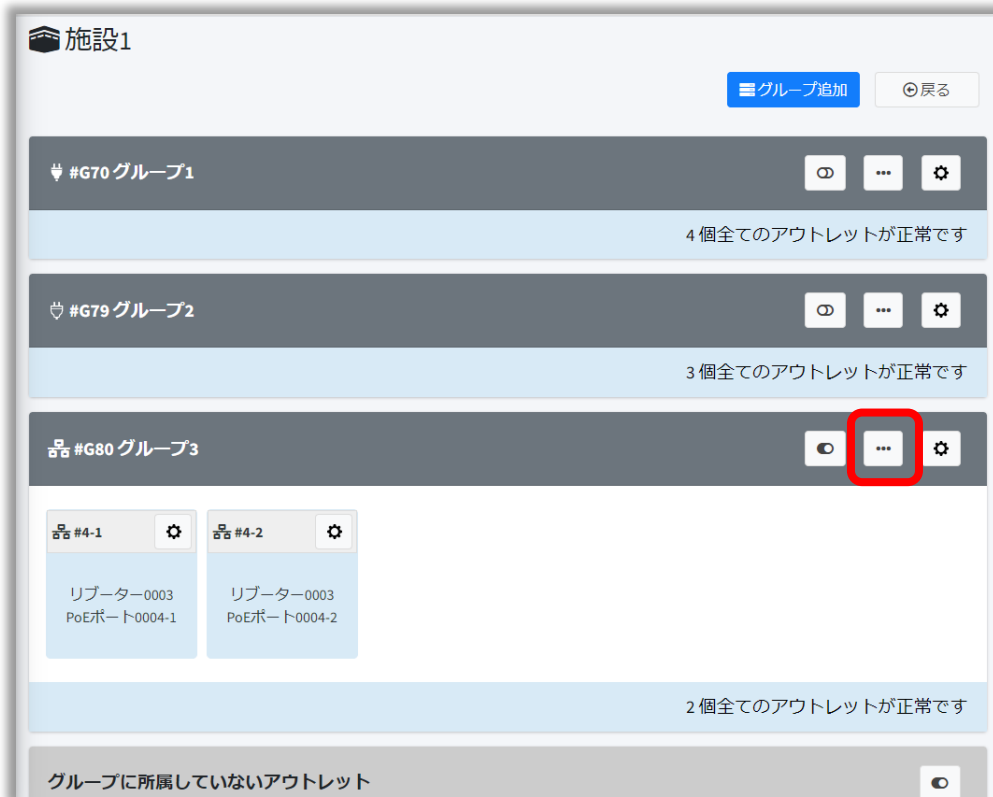 施設1
グループ追加
戻る
#G70 グループ1
4 個全てのアウトレットが正常です
#G79 グループ2
3 個全てのアウトレットが正常です
#G80 グループ3
#4-1
#4-2
リブーター0003
PoEポート0004-1
リブーター0003
PoEポート0004-2
2 個全てのアウトレットが正常です
グループに所属していないアウトレット